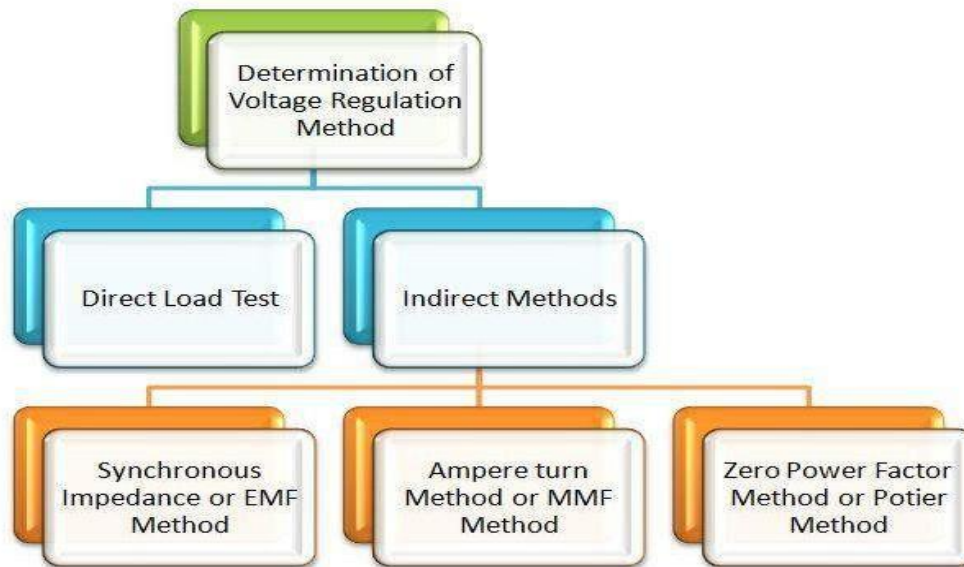 Determination of
Voltage Regulation
Method
Direct Load Test
Indirect Methods
Synchronous
Impedance or EMF
Method
Ampere turn
Method or MMF
Method
Zero Power Factor
Method or Potier
Method